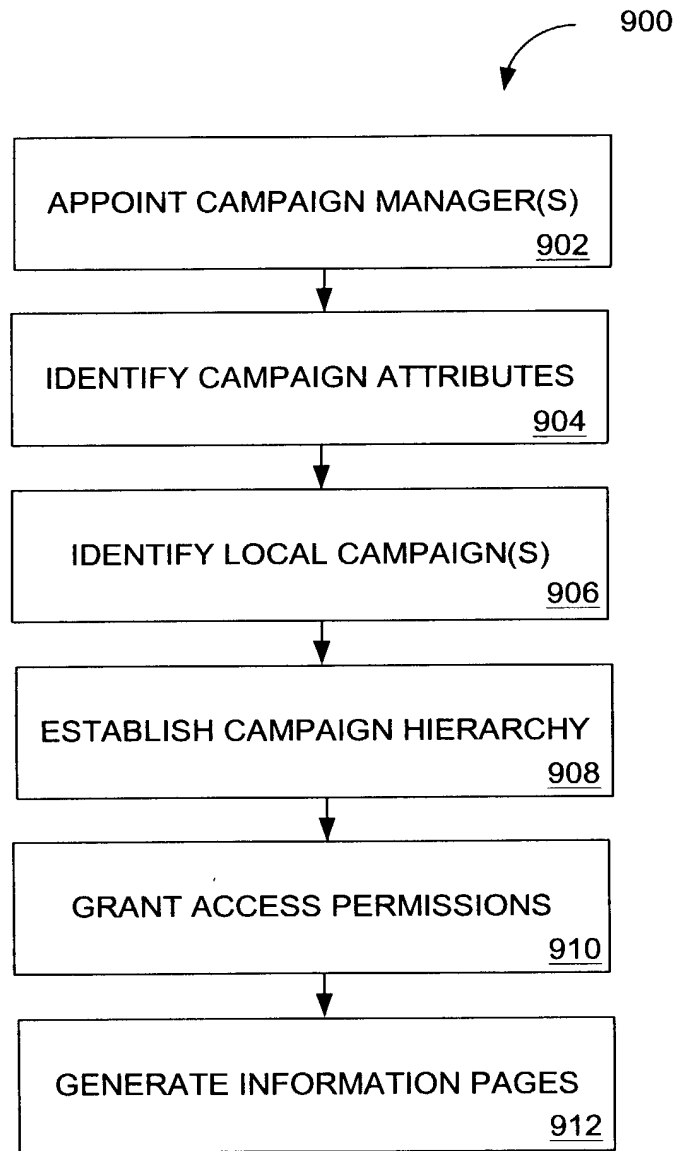 900
APPOINT CAMPAIGN MANAGER(S)
902
IDENTIFY CAMPAIGN ATTRIBUTES
904
IDENTIFY LOCAL CAMPAIGN(S)
906
ESTABLISH CAMPAIGN HIERARCHY
908
GRANT ACCESS PERMISSIONS
910
GENERATE INFORMATION PAGES
912